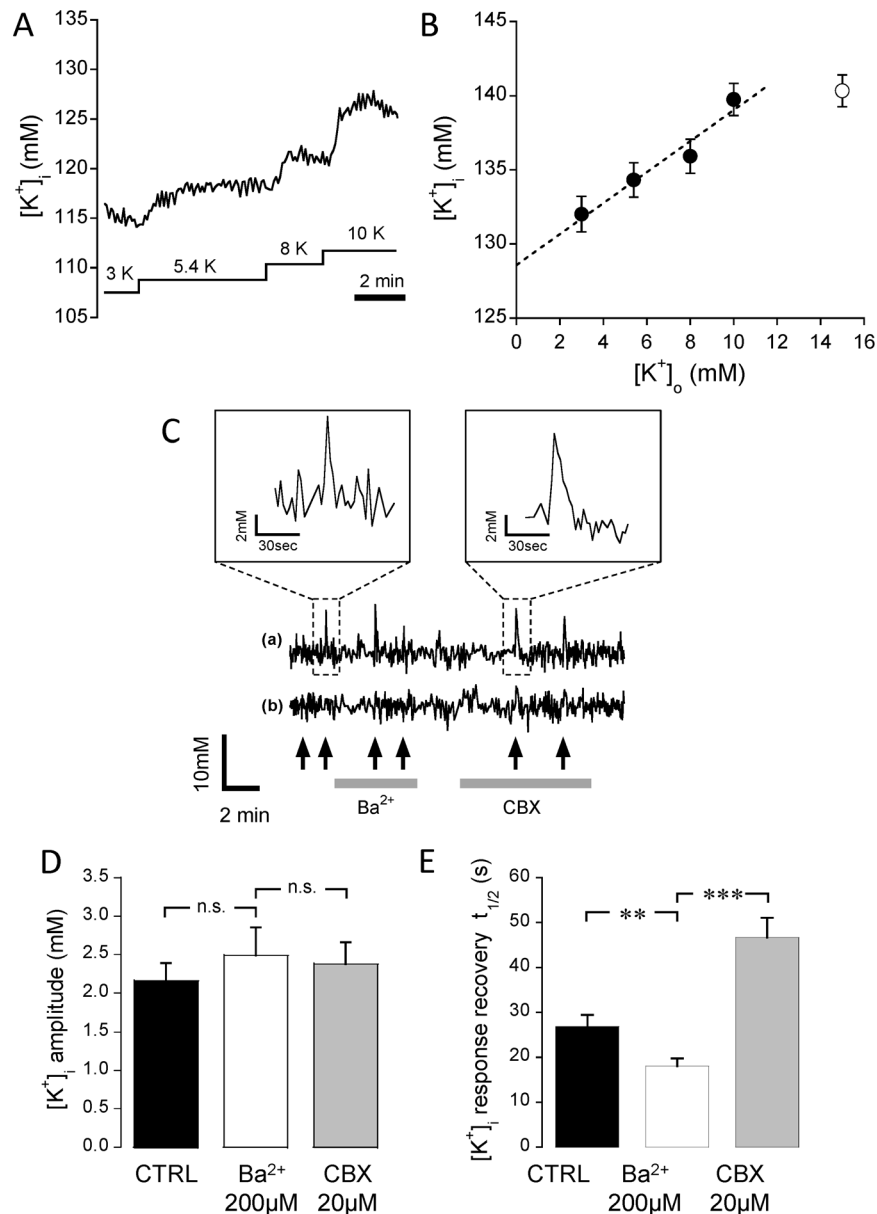 A
135
130
125
120
115
110
105
[K+]i (mM)
3 K
5.4 K
8 K
10 K
2 min
B
145
140
135
130
125
[K+]i (mM)
0 2 4 6 8 10 12 14 16
[K+]o (mM)
C
2mM
30sec
2mM
30sec
(a)
(b)
10mM
2 min
Ba2+
CBX
D
3.5
3.0
2.5
2.0
1.5
1.0
0.5
0.0
[K+]i amplitude (mM)
n.s.
n.s.
CTRL
Ba2+
200µM
CBX
20µM
E
60
50
40
30
20
10
0
[K+]i response recovery t1/2 (s)
**
***
CTRL
Ba2+
200µM
CBX
20µM